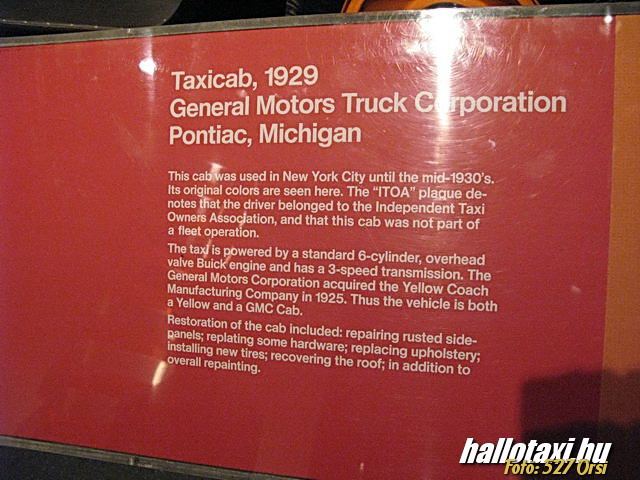 Taxicab, 1929
General Motors Truck Corporation
Pontiac, Michigan
This cab was used in New York City until the mid-1930's.
Its original colors are seen here. The "ITOA" plaque de-
notes that the driver belonged to the Independent Taxi
Owners Association, and that this cab was not part of
a fleet operation.
The taxi is powered by a standard 6-cylinder, overhead
valve Buick engine and has a 3-speed transmission. The
General Motors Corporation acquired the Yellow Coach
Manufacturing Company in 1925. Thus the vehicle is both
a Yellow and a GMC Cab.
Restoration of the cab included: repairing rusted side-
panels; replating some hardware; replacing upholstery;
installing new tires; recovering the roof; in addition to
overall repainting.
hallotaxi.hu
Foto: 527 Orsi